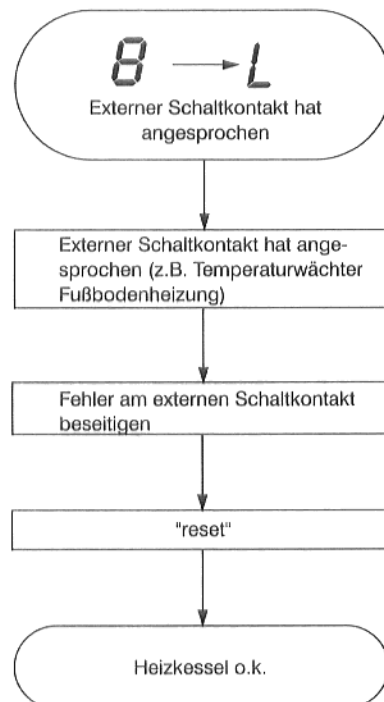 8 → L
Externer Schaltkontakt hat
angesprochen
Externer Schaltkontakt hat ange-
sprochen (z.B. Temperaturwächter
Fußbodenheizung)
Fehler am externen Schaltkontakt
beseitigen
"reset"
Heizkessel o.k.